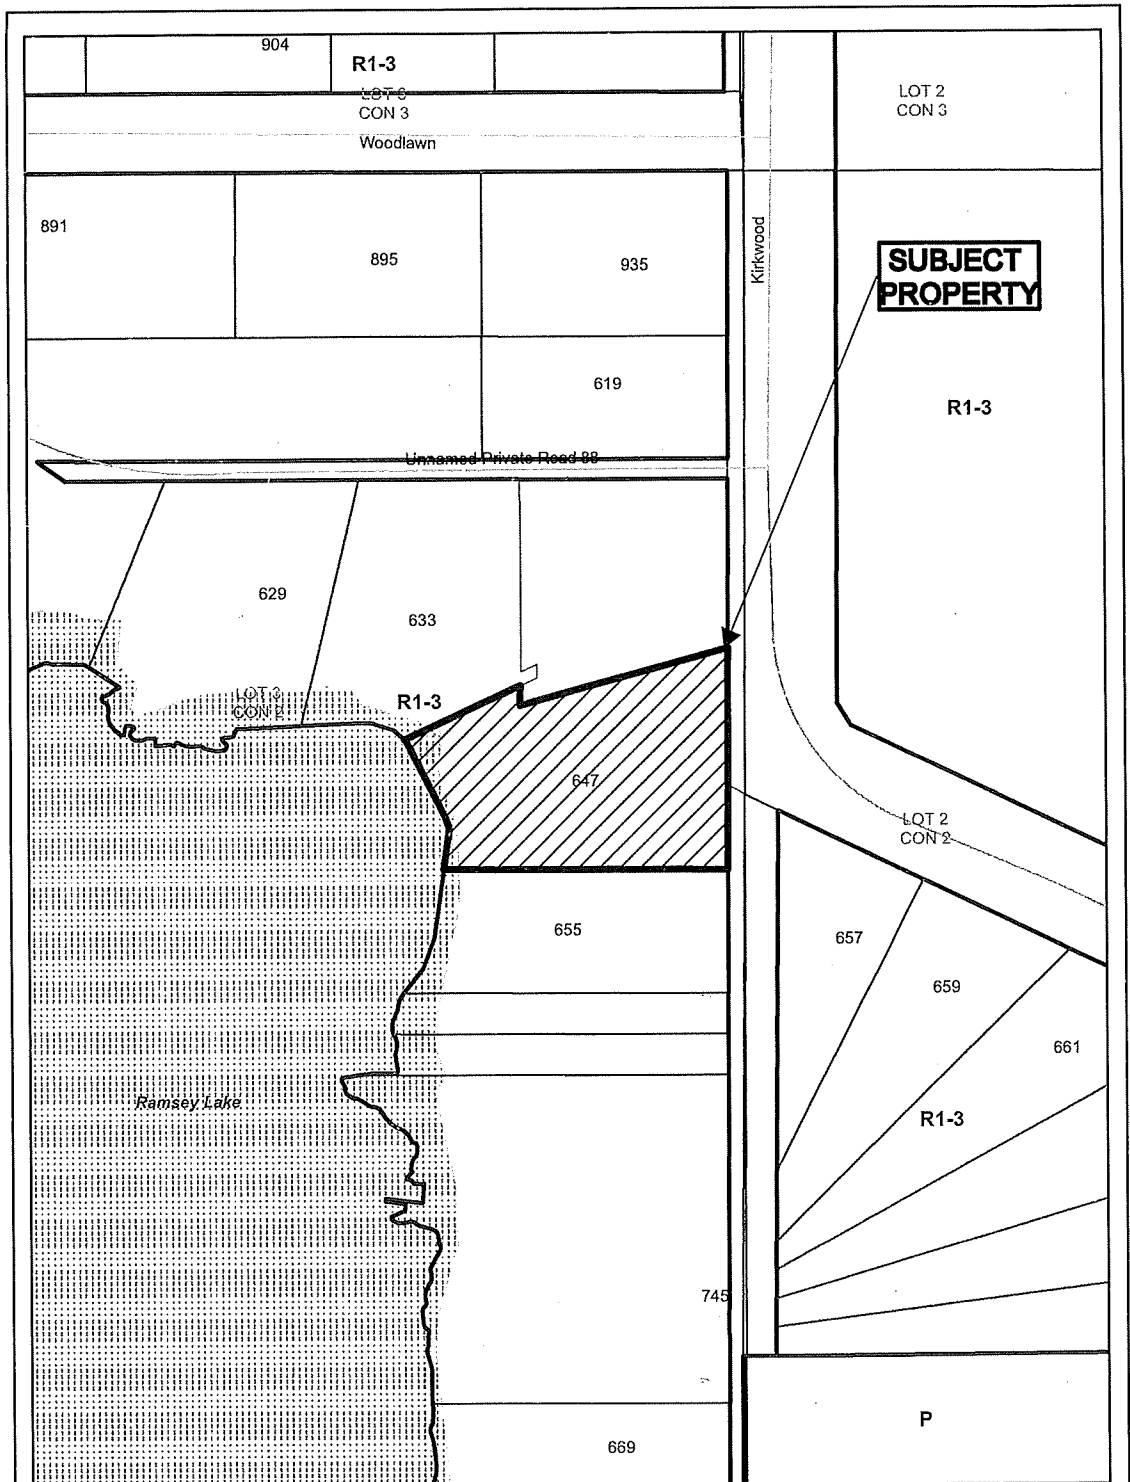 904
R1-3
LOT 3
CON 3
LOT 2
CON 3
Woodlawn
891
895
935
Kirkwood
SUBJECT
PROPERTY
619
R1-3
Unnamed Private Road 88
629
633
LOT 3
CON 2
R1-3
647
LOT 2
CON 2
655
657
659
661
Ramsey Lake
R1-3
745
P
669